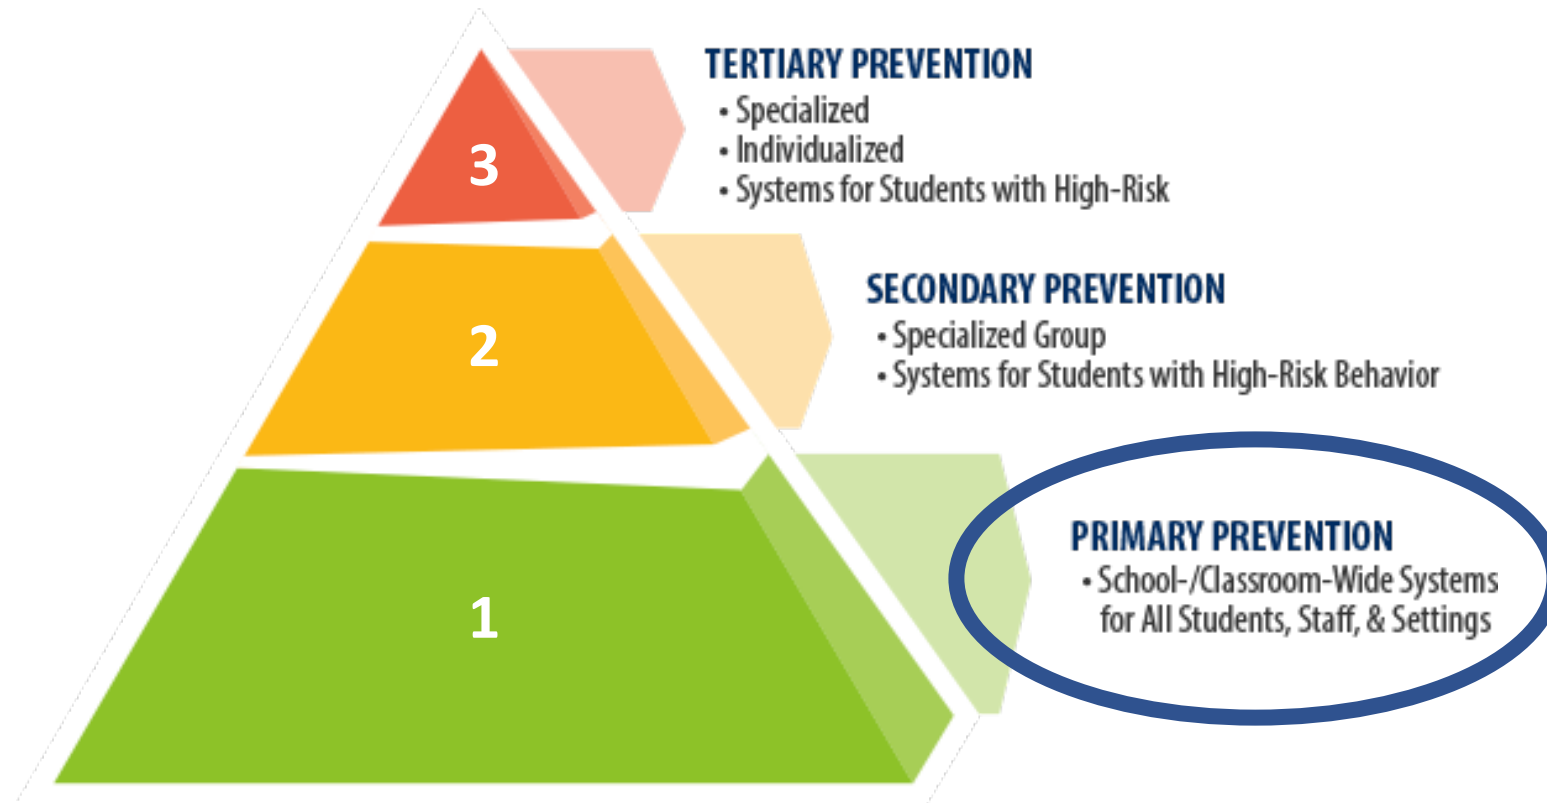 3
TERTIARY PREVENTION
• Specialized
• Individualized
• Systems for Students with High-Risk
2
SECONDARY PREVENTION
• Specialized Group
• Systems for Students with High-Risk Behavior
1
PRIMARY PREVENTION
• School-/Classroom-Wide Systems
for All Students, Staff, & Settings